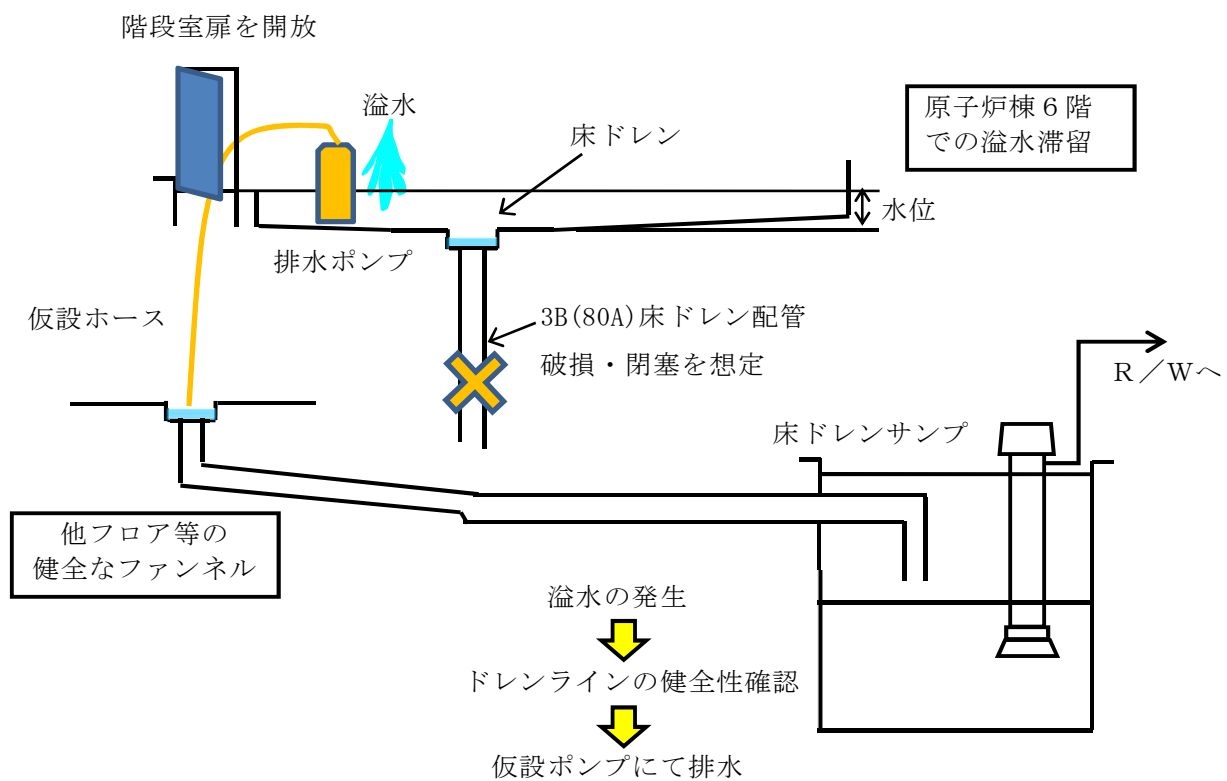 階段室扉を開放
溢水
床ドレン
原子炉棟６階
での溢水滞留
水位
排水ポンプ
仮設ホース
3B(80A)床ドレン配管
破損・閉塞を想定
Ｒ／Ｗへ
床ドレンサンプ
他フロア等の
健全なファンネル
溢水の発生
ドレンラインの健全性確認
仮設ポンプにて排水